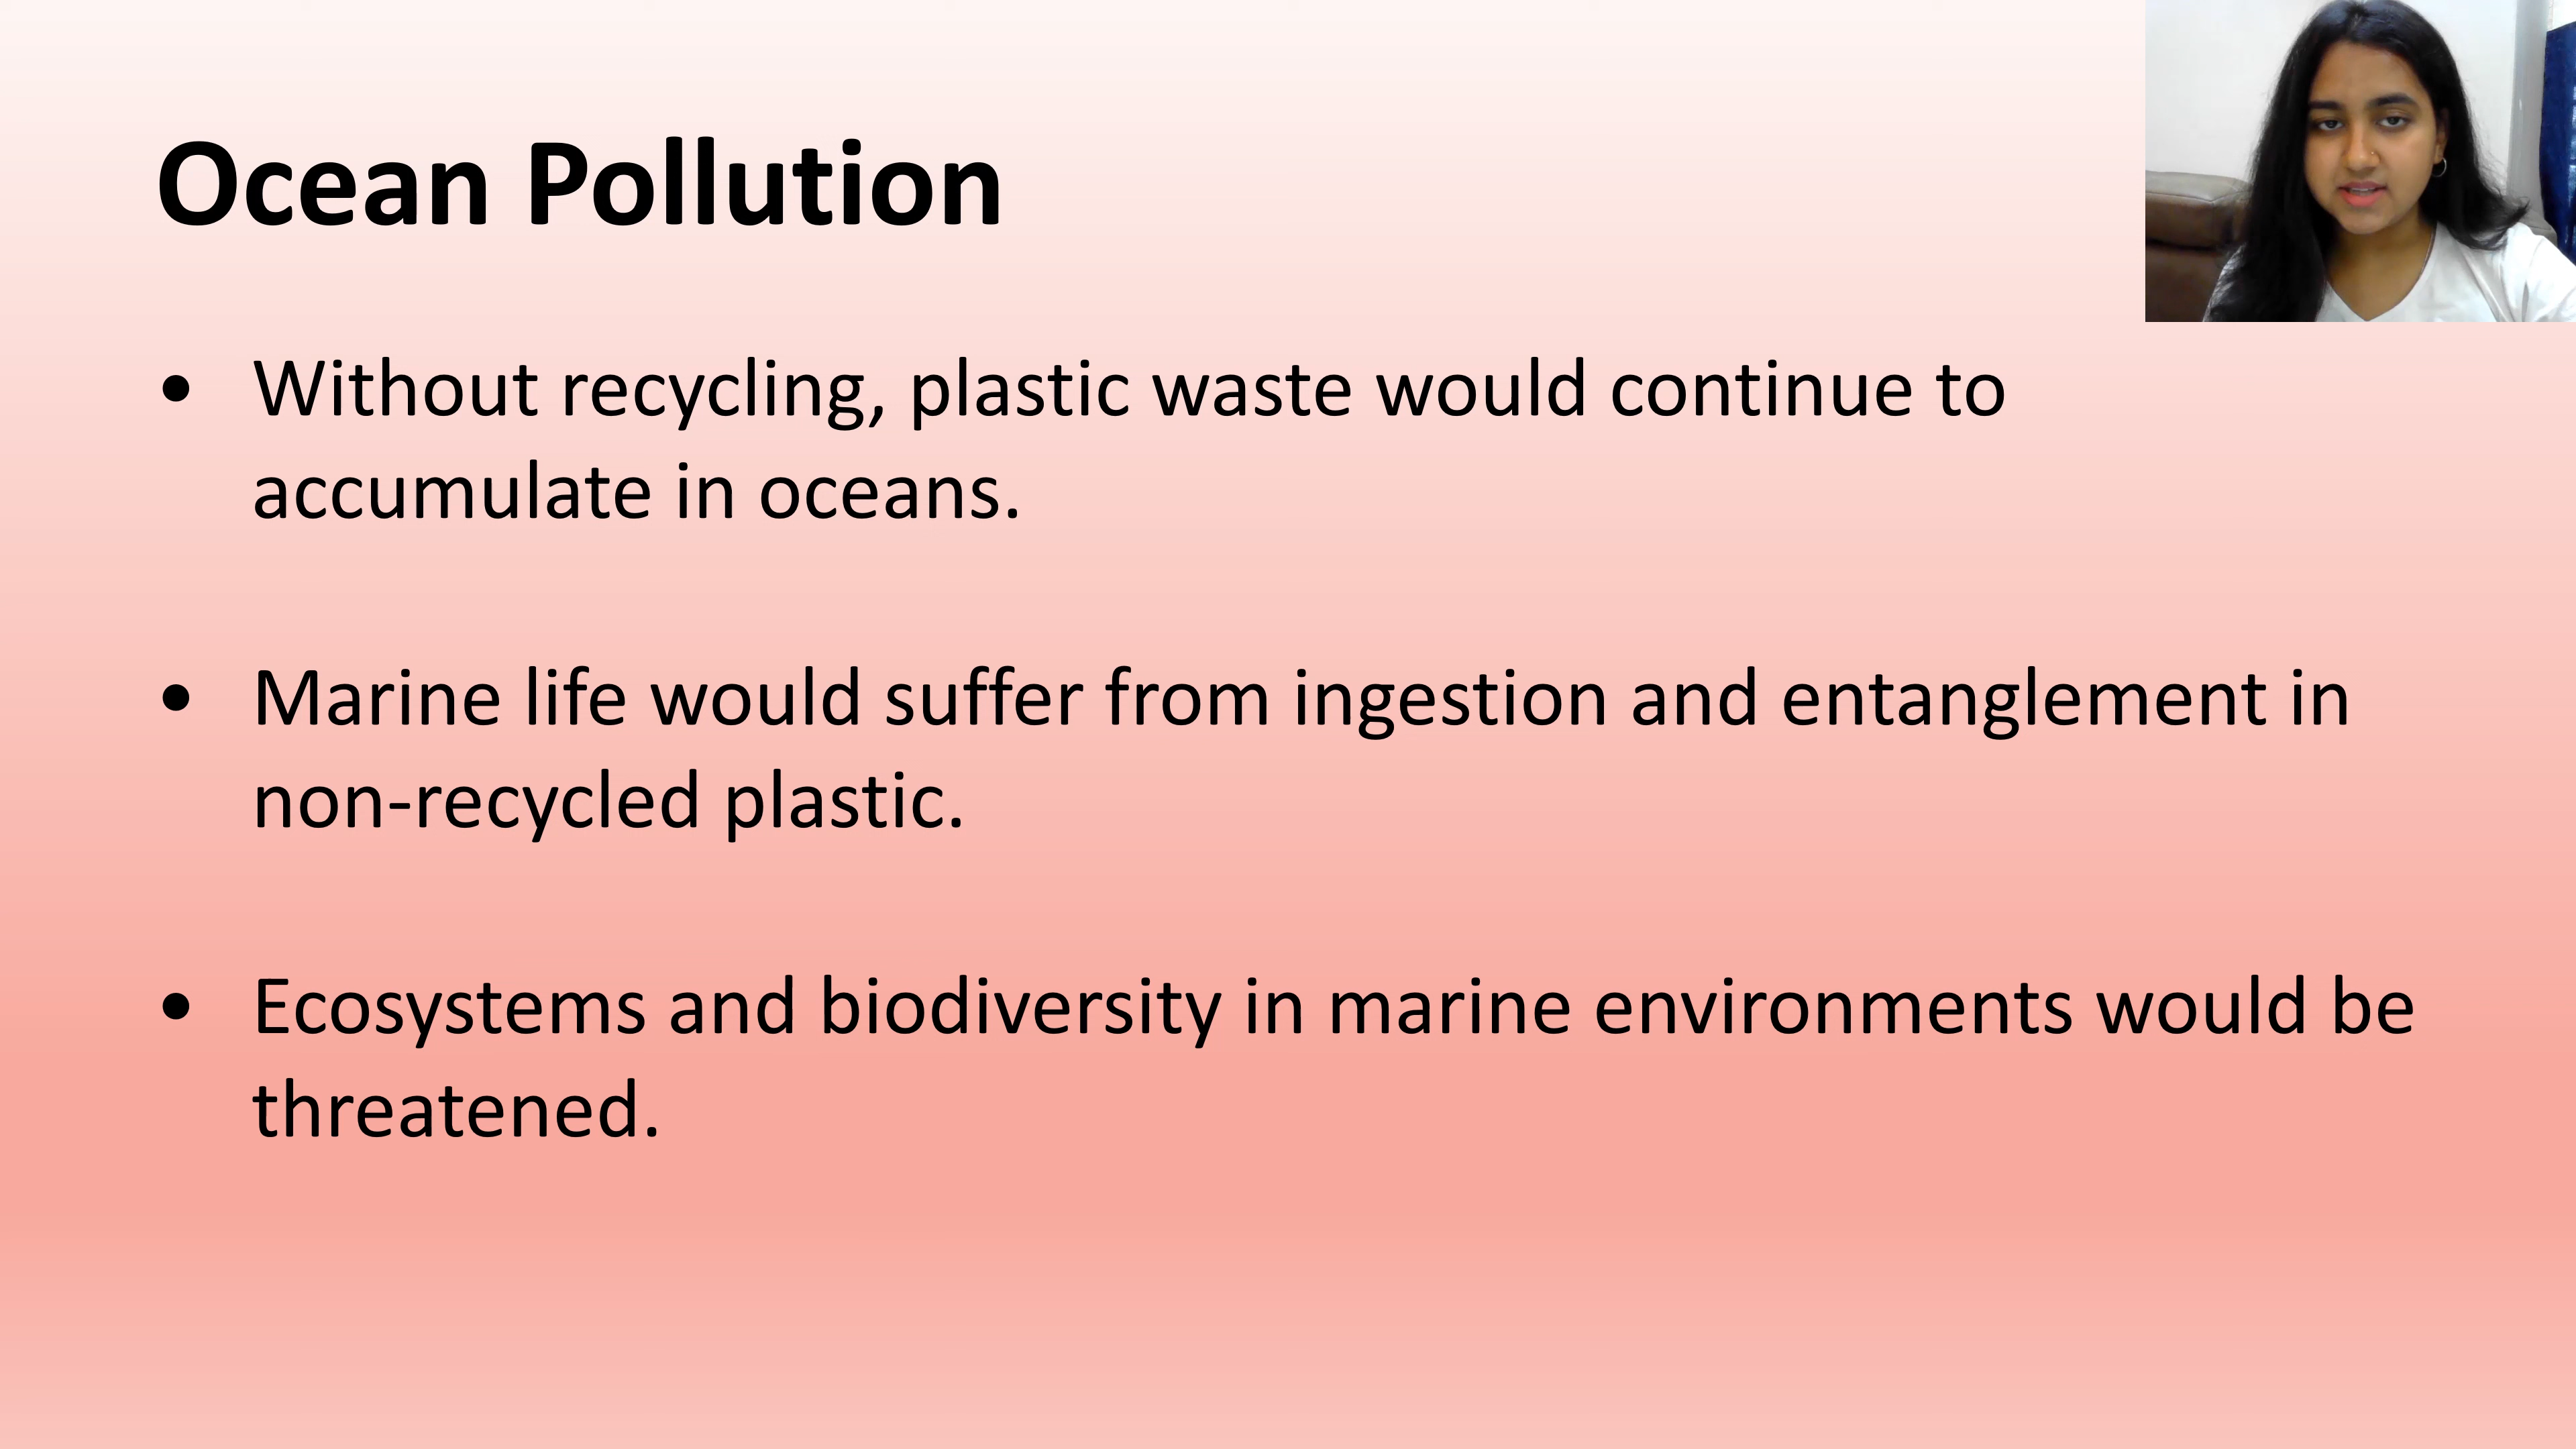 Ocean Pollution
• Without recycling, plastic waste would continue to
accumulate in oceans.
• Marine life would suffer from ingestion and entanglement in
non-recycled plastic.
• Ecosystems and biodiversity in marine environments would be
threatened.